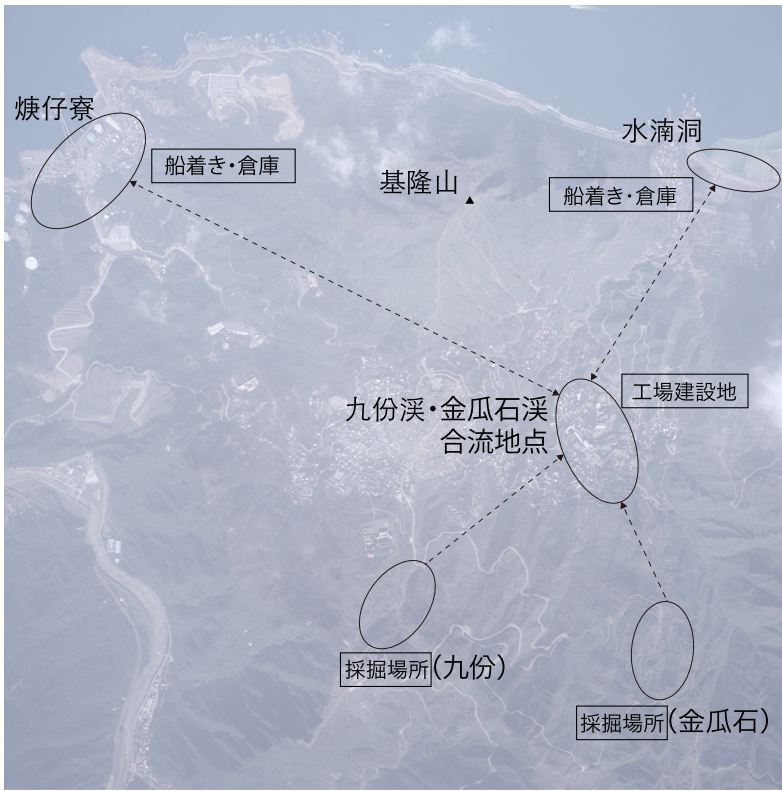 焿仔寮
船着き・倉庫
水湳洞
船着き・倉庫
基隆山
工場建設地
九份渓・金瓜石渓
合流地点
採掘場所(九份)
採掘場所(金瓜石)